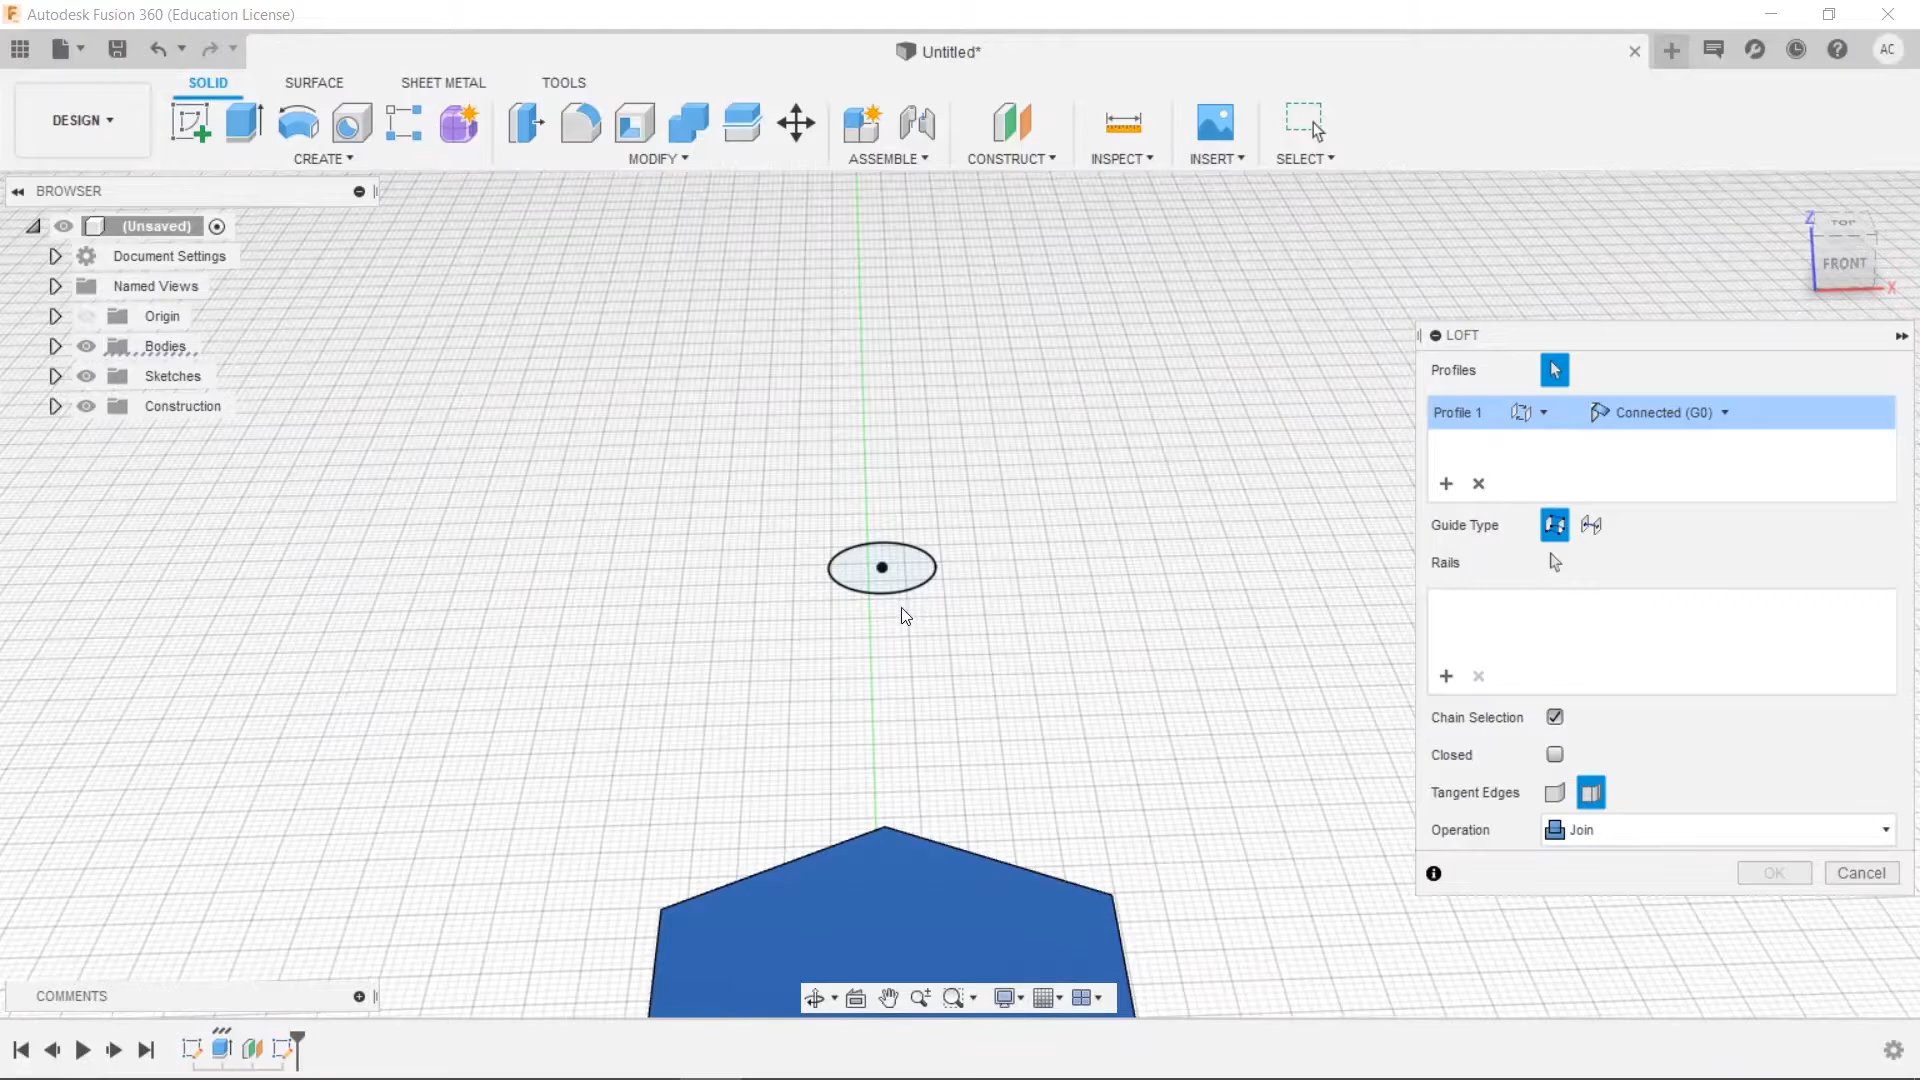 Autodesk Fusion 360 (Education License)
Untitled*
AC
SOLID SURFACE SHEET METAL TOOLS
DESIGN
CREATE MODIFY ASSEMBLE CONSTRUCT INSPECT INSERT SELECT
BROWSER
(Unsaved)
Document Settings
Named Views
Origin
Bodies
Sketches
Construction
Z
TOP
FRONT
X
LOFT
Profiles
Profile 1 Connected (G0)
Guide Type
Rails
Chain Selection
Closed
Tangent Edges
Operation Join
OK Cancel
COMMENTS